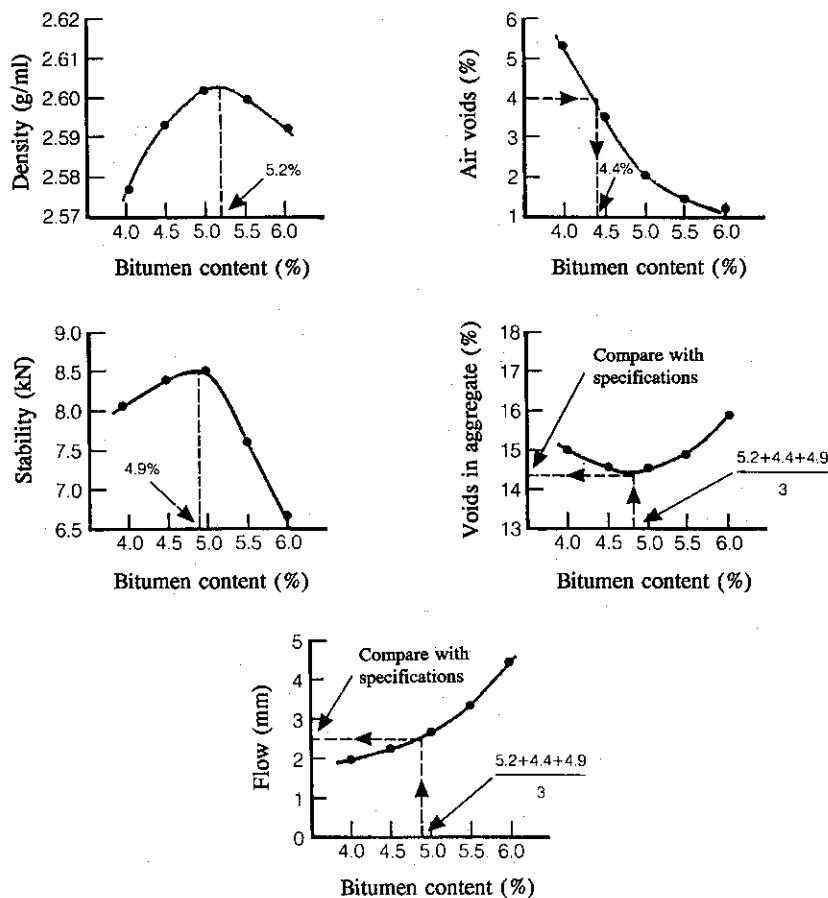 Density (g/ml)
2.62
2.61
2.60
2.59
2.58
2.57
5.2%
4.0 4.5 5.0 5.5 6.0
Bitumen content (%)
Air voids (%)
6
5
4
3
2
1
4.4%
4.0 4.5 5.0 5.5 6.0
Bitumen content (%)
Stability (kN)
9.0
8.5
8.0
7.5
7.0
6.5
4.9%
4.0 4.5 5.0 5.5 6.0
Bitumen content (%)
Voids in aggregate (%)
18
17
16
15
14
13
Compare with
specifications
5.2+4.4+4.9
3
4.0 4.5 5.0 5.5 6.0
Bitumen content (%)
Flow (mm)
5
4
3
2
1
0
Compare with
specifications
5.2+4.4+4.9
3
4.0 4.5 5.0 5.5 6.0
Bitumen content (%)